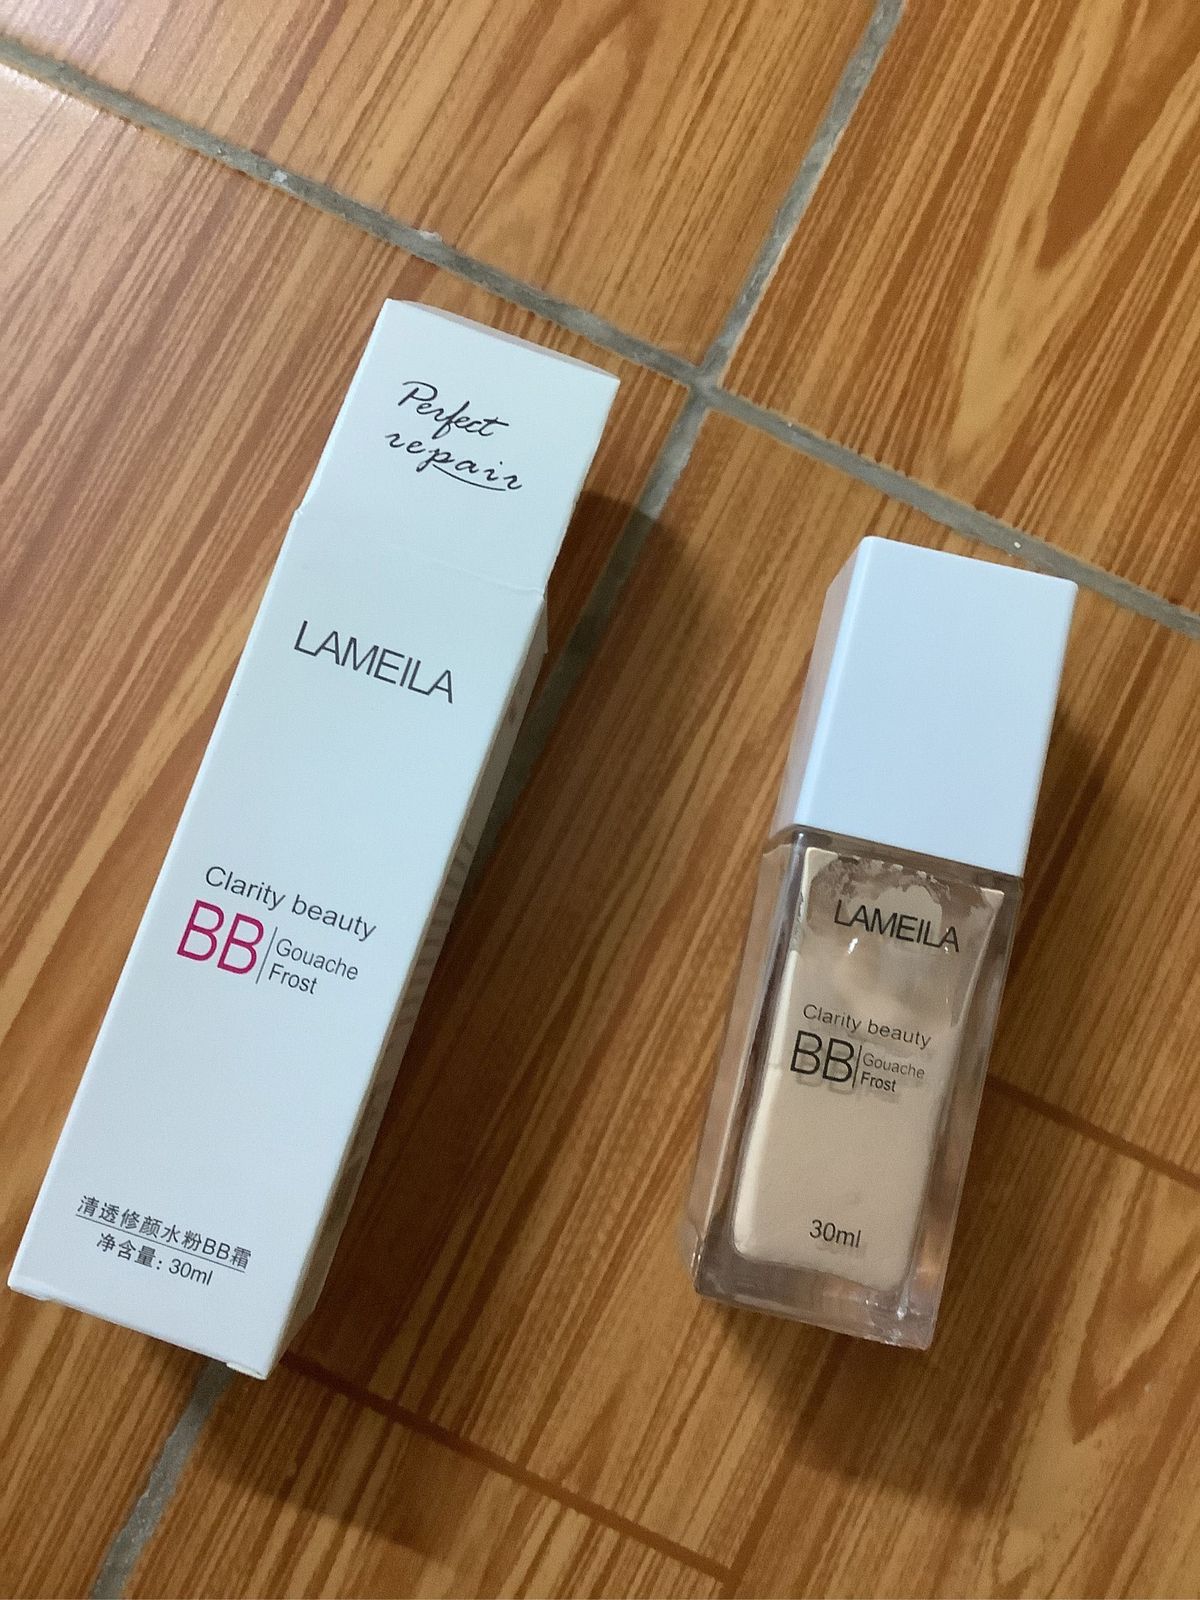 Perfect
repair
LAMEILA
Clarity beauty
BB Gouache
Frost
清透修颜水粉BB霜
净含量: 30ml
LAMEILA
Clarity beauty
BB Gouache
Frost
30ml